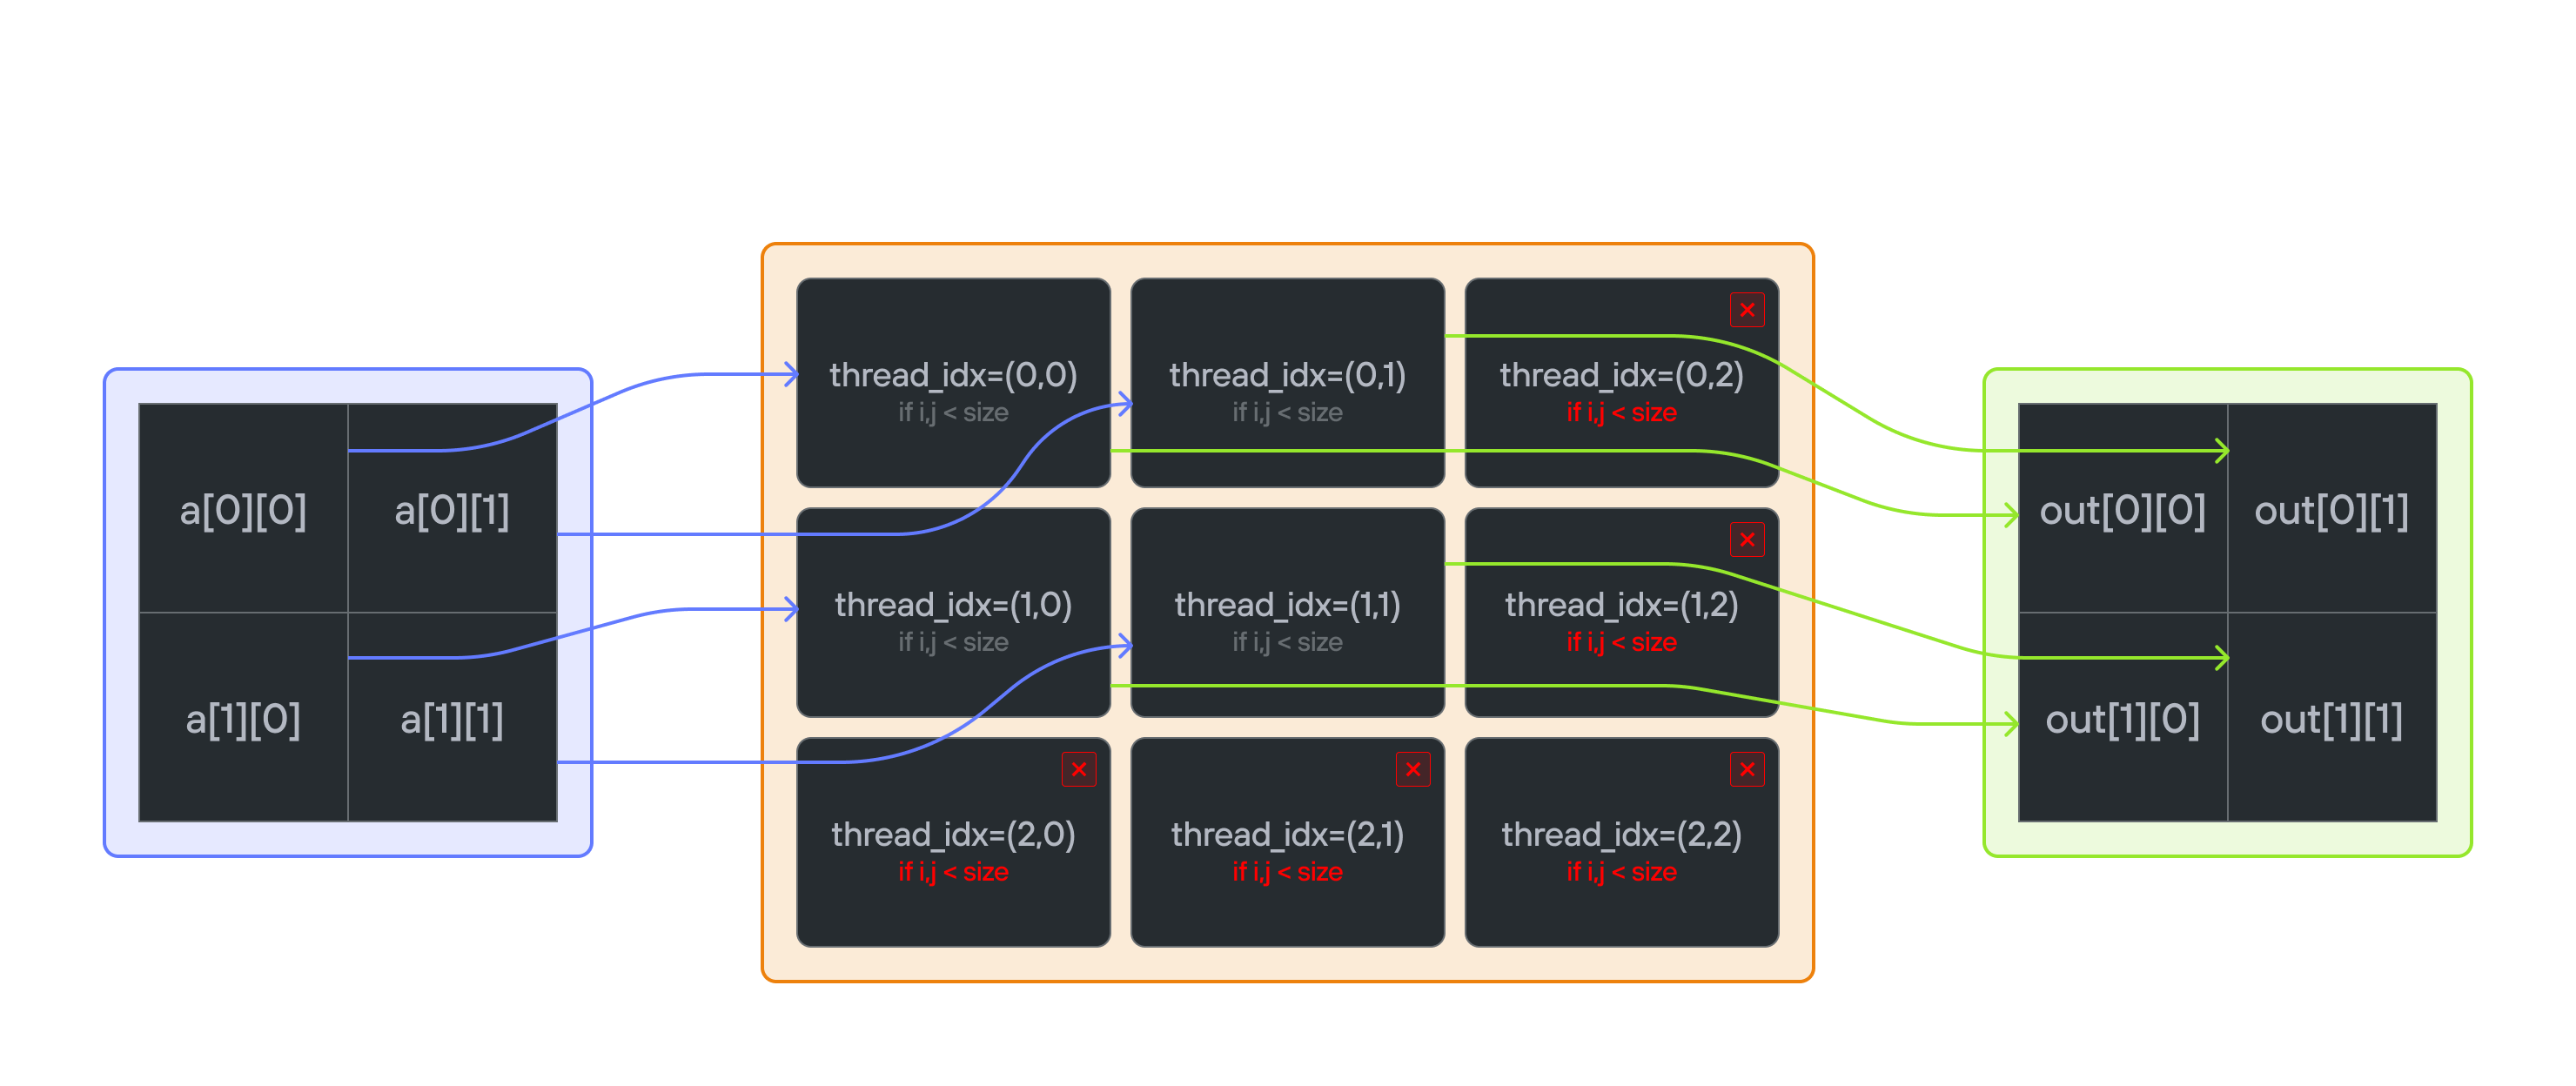 a[0][0]
a[0][1]
a[1][0]
a[1][1]
thread_idx=(0,0)
if i,j < size
thread_idx=(0,1)
if i,j < size
thread_idx=(0,2)
if i,j < size
thread_idx=(1,0)
if i,j < size
thread_idx=(1,1)
if i,j < size
thread_idx=(1,2)
if i,j < size
thread_idx=(2,0)
if i,j < size
thread_idx=(2,1)
if i,j < size
thread_idx=(2,2)
if i,j < size
out[0][0]
out[0][1]
out[1][0]
out[1][1]